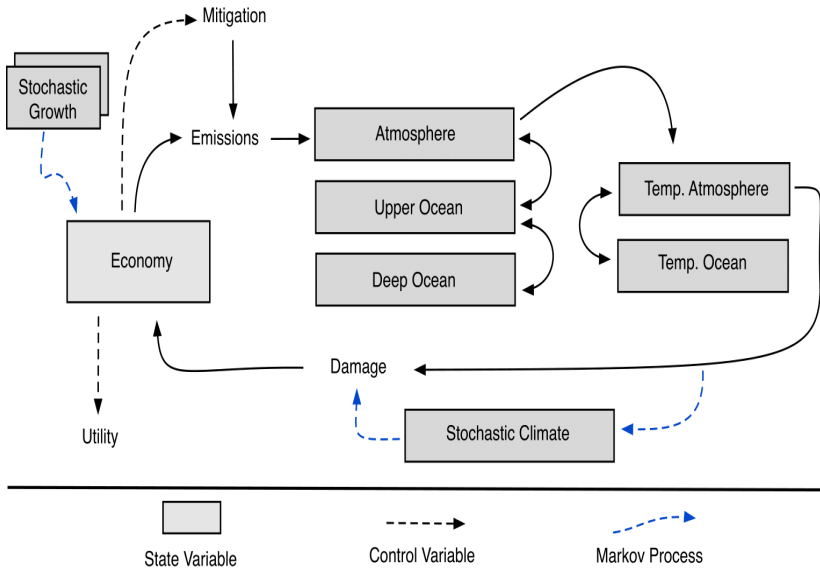 Mitigation
Stochastic
Growth
Emissions
Atmosphere
Temp. Atmosphere
Upper Ocean
Economy
Temp. Ocean
Deep Ocean
Damage
Utility
Stochastic Climate
State Variable
Control Variable
Markov Process